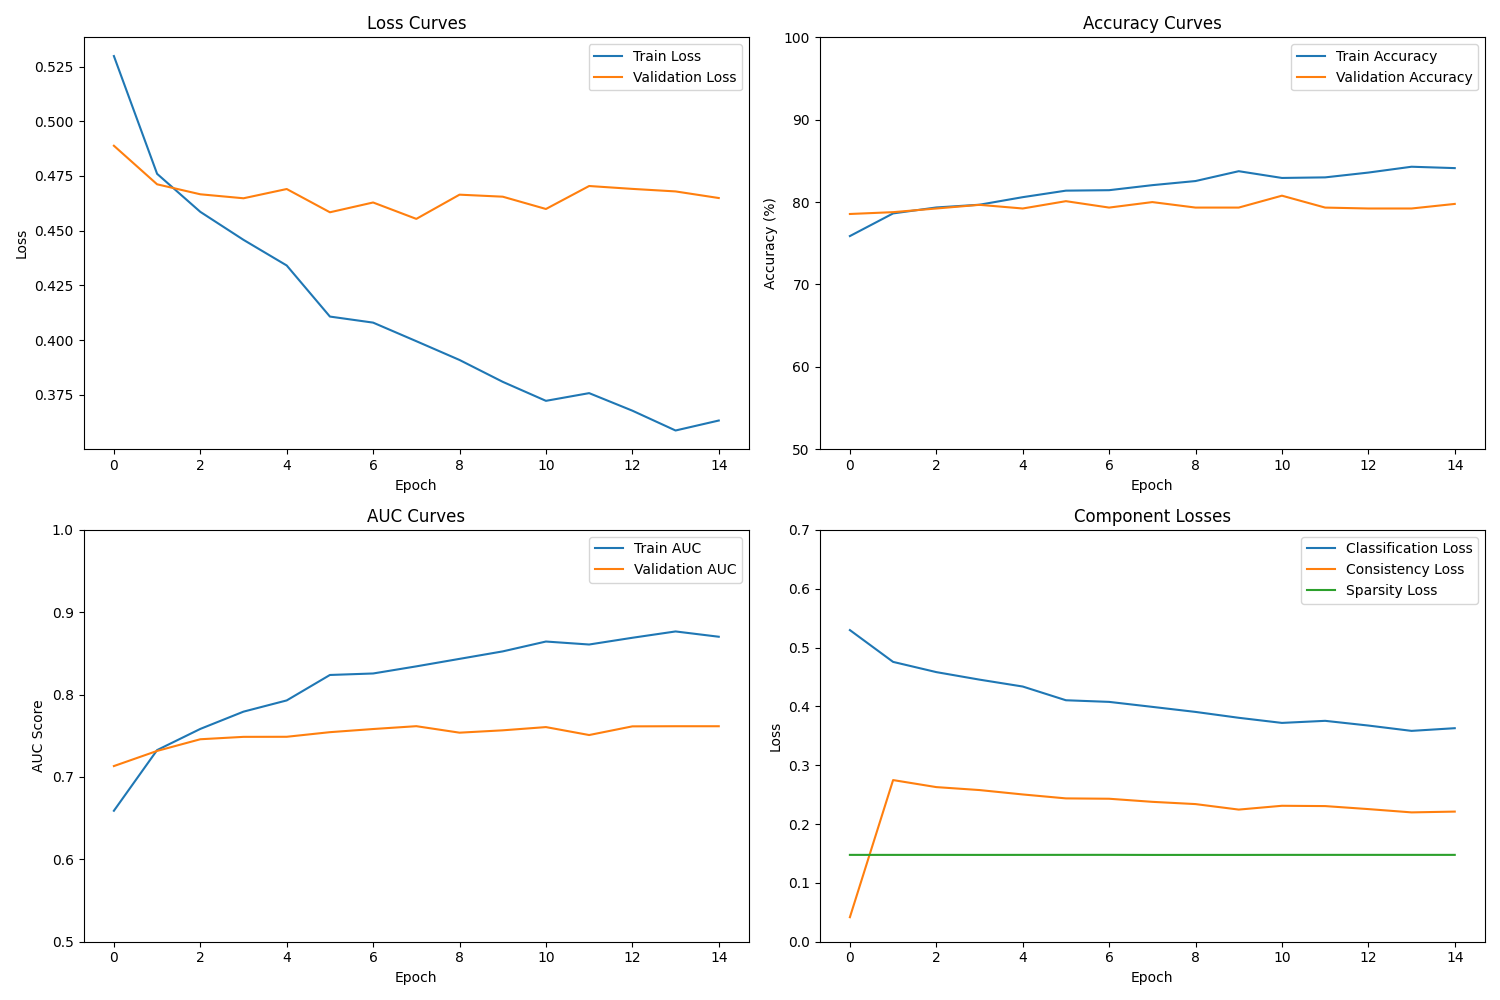 Loss Curves
Train Loss
Validation Loss
0.525
0.500
0.475
0.450
0.425
0.400
0.375
Loss
0 2 4 6 8 10 12 14
Epoch
Accuracy Curves
Train Accuracy
Validation Accuracy
100
90
80
70
60
50
Accuracy (%)
0 2 4 6 8 10 12 14
Epoch
AUC Curves
Train AUC
Validation AUC
1.0
0.9
0.8
0.7
0.6
0.5
AUC Score
0 2 4 6 8 10 12 14
Epoch
Component Losses
Classification Loss
Consistency Loss
Sparsity Loss
0.7
0.6
0.5
0.4
0.3
0.2
0.1
0.0
Loss
0 2 4 6 8 10 12 14
Epoch